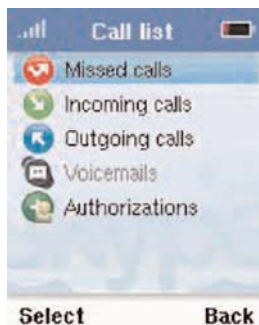 Call list
Missed calls
Incoming calls
Outgoing calls
Voicemails
Authorizations
Select Back